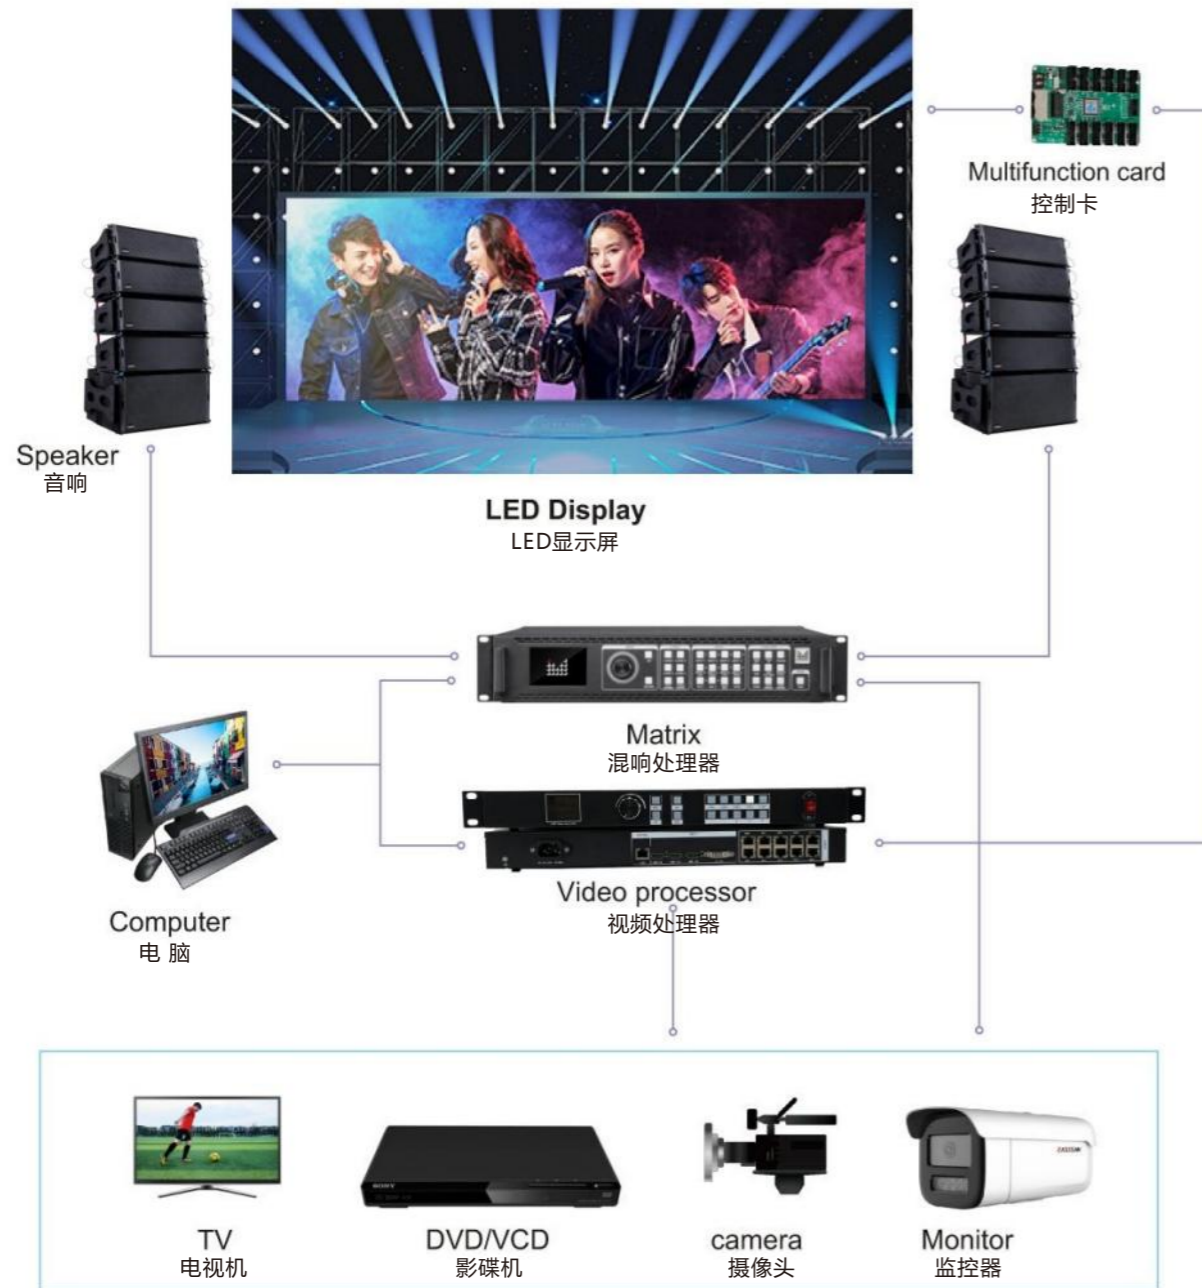 Multifunction card
控制卡
Speaker
音响
LED Display
LED显示屏
Matrix
混响处理器
Video processor
视频处理器
Computer
电 脑
SONY
TV
电视机
DVD/VCD
影碟机
camera
摄像头
Monitor
监控器